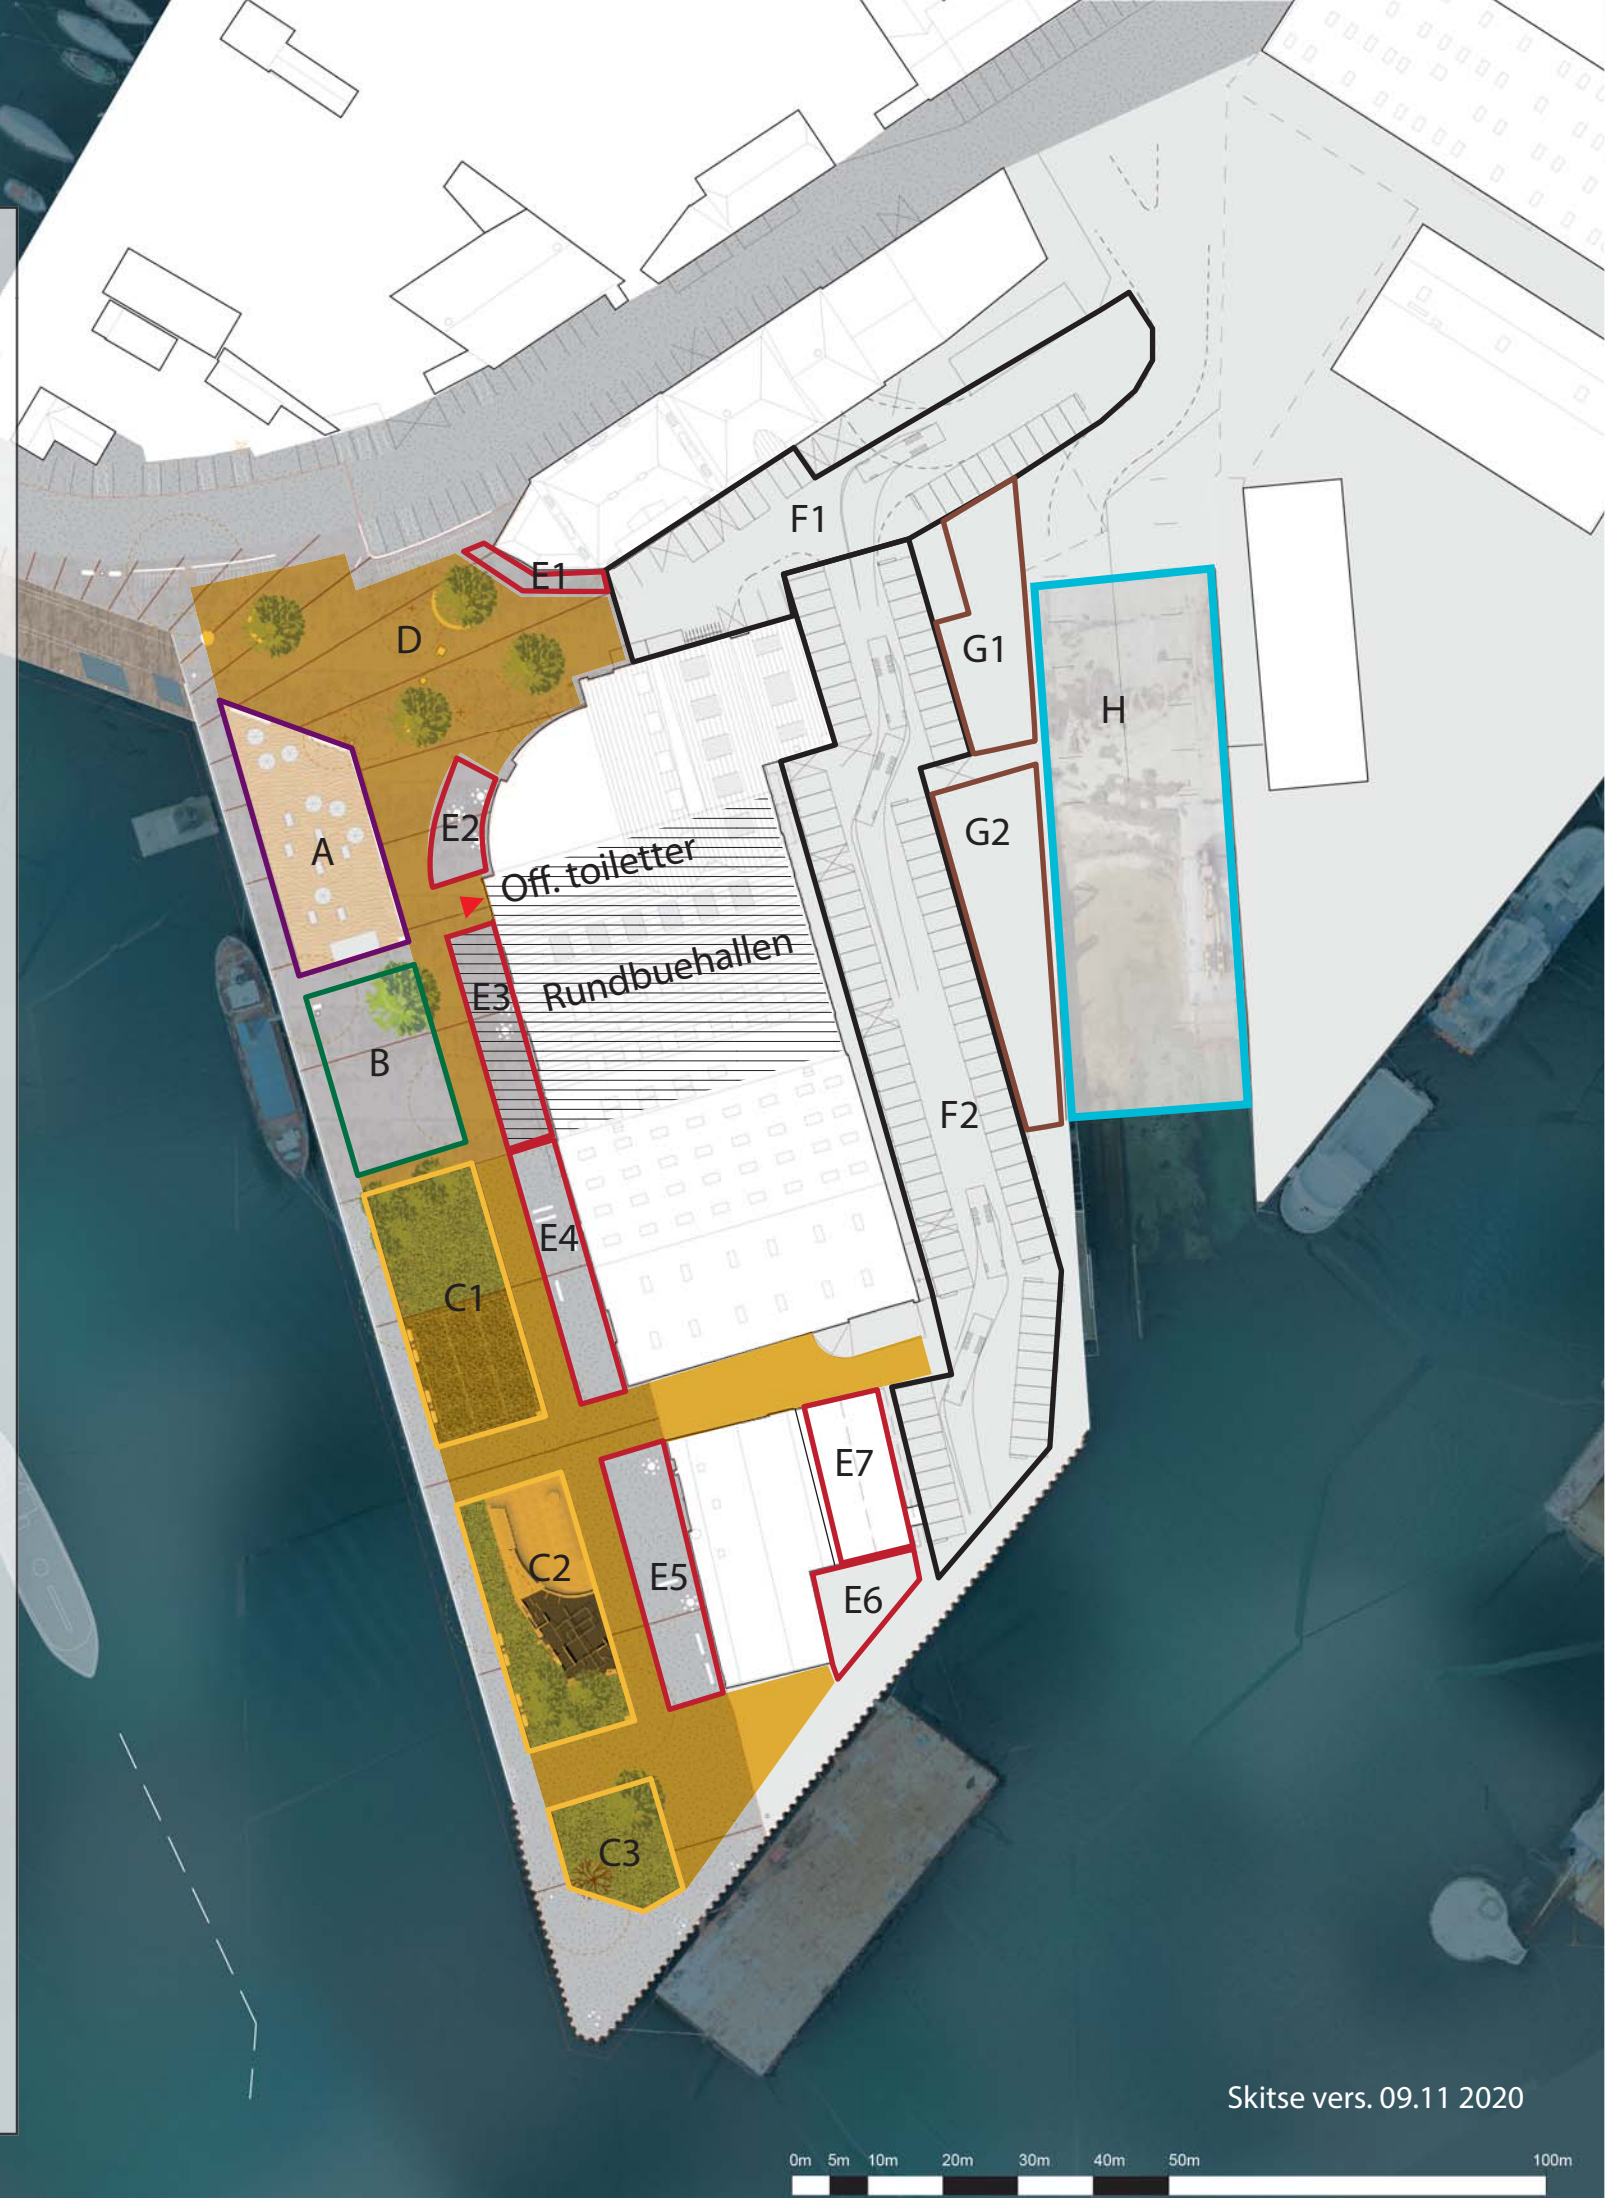 F1
E1
D
G1
H
E2
G2
A
Off. toiletter
Rundbuehallen
E3
B
F2
E4
C1
E7
C2
E5
E6
C3
Skitse vers. 09.11 2020
0m 5m 10m 20m 30m 40m 50m 100m